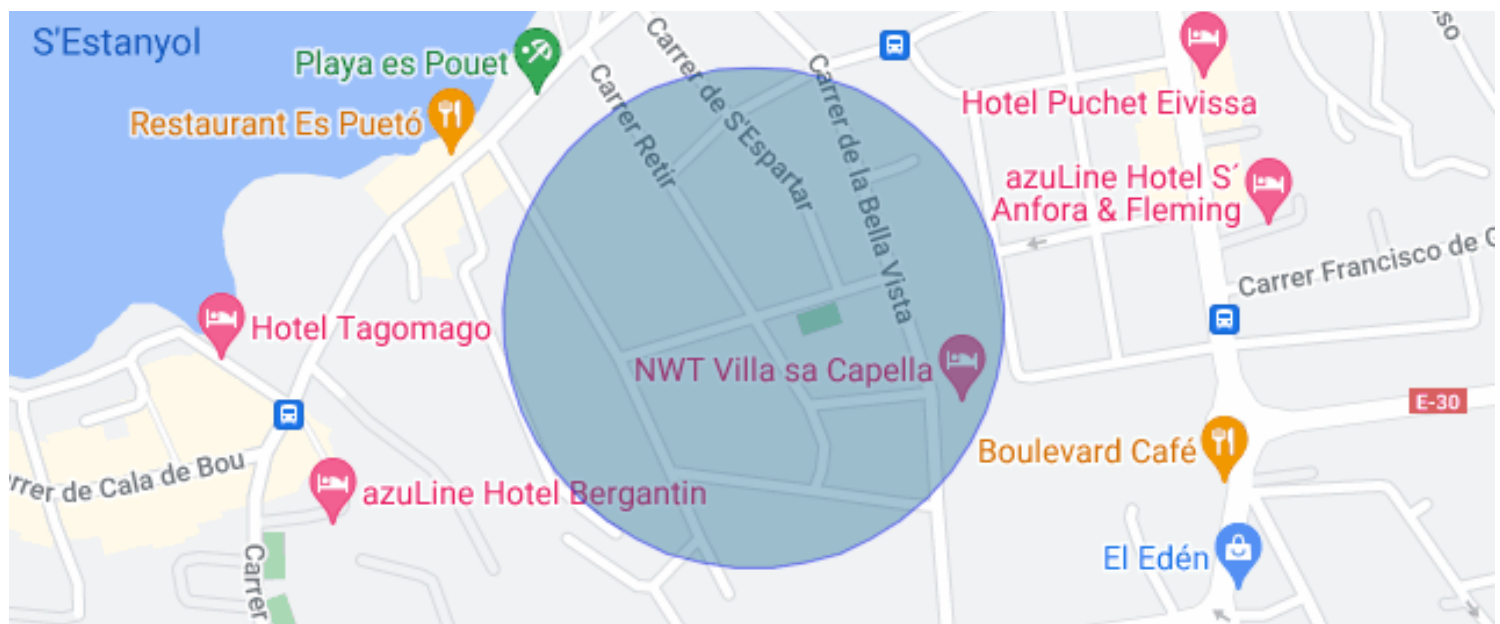 S'Estanyol
Playa es Pouet
Restaurant Es Puetó
Carrer Retir
Carrer de S'Espartar
Carrer de la Bella Vista
Hotel Puchet Eivissa
azuLine Hotel S´
Anfora & Fleming
Carrer Francisco de G
so
Hotel Tagomago
NWT Villa sa Capella
E-30
Boulevard Café
rrer de Cala de Bou
azuLine Hotel Bergantin
Carrer
El Edén